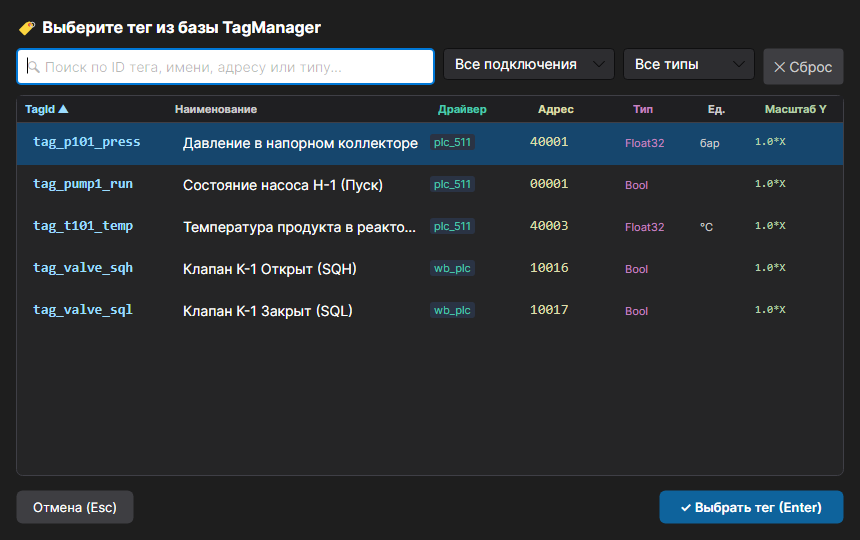 Выберите тег из базы TagManager
Поиск по ID тега, имени, адресу или типу... Все подключения Все типы Сброс
TagId ▲ Наименование Драйвер Адрес Тип Ед. Масштаб Y
tag_p101_press Давление в напорном коллекторе plc_511 40001 Float32 бар 1.0*X
tag_pump1_run Состояние насоса Н-1 (Пуск) plc_511 00001 Bool 1.0*X
tag_t101_temp Температура продукта в реакто... plc_511 40003 Float32 °C 1.0*X
tag_valve_sqh Клапан К-1 Открыт (SQH) wb_plc 10016 Bool 1.0*X
tag_valve_sql Клапан К-1 Закрыт (SQL) wb_plc 10017 Bool 1.0*X
Отмена (Esc) ✓ Выбрать тег (Enter)